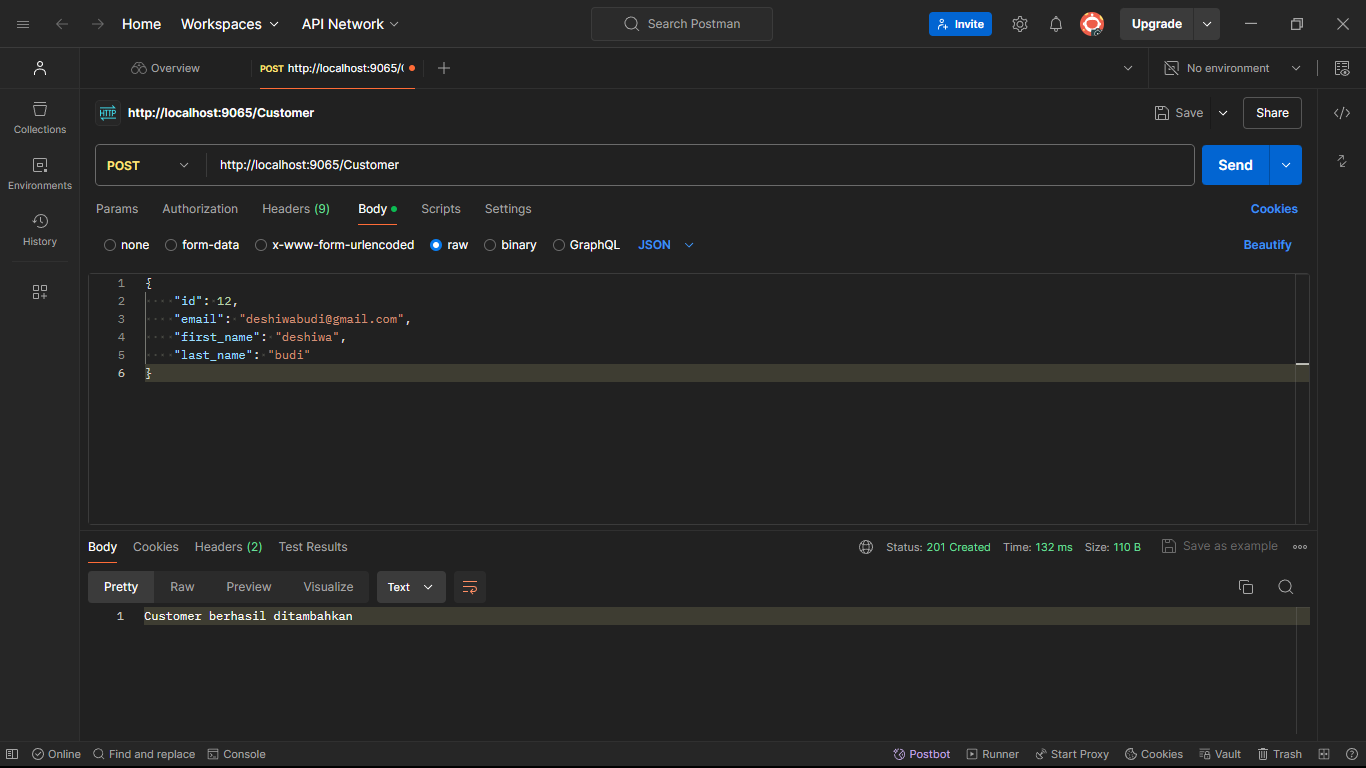 Home Workspaces API Network Search Postman Invite Upgrade
Overview POST http://localhost:9065/( No environment
HTTP http://localhost:9065/Customer Save Share
Collections
POST http://localhost:9065/Customer Send
Environments
Params Authorization Headers (9) Body Scripts Settings Cookies
History
none form-data x-www-form-urlencoded raw binary GraphQL JSON Beautify
1 {
2 "id": 12,
3 "email": "deshiwabudi@gmail.com",
4 "first_name": "deshiwa",
5 "last_name": "budi"
6 }
Body Cookies Headers (2) Test Results Status: 201 Created Time: 132 ms Size: 110 B Save as example
Pretty Raw Preview Visualize Text
1 Customer berhasil ditambahkan
Online Find and replace Console Postbot Runner Start Proxy Cookies Vault Trash